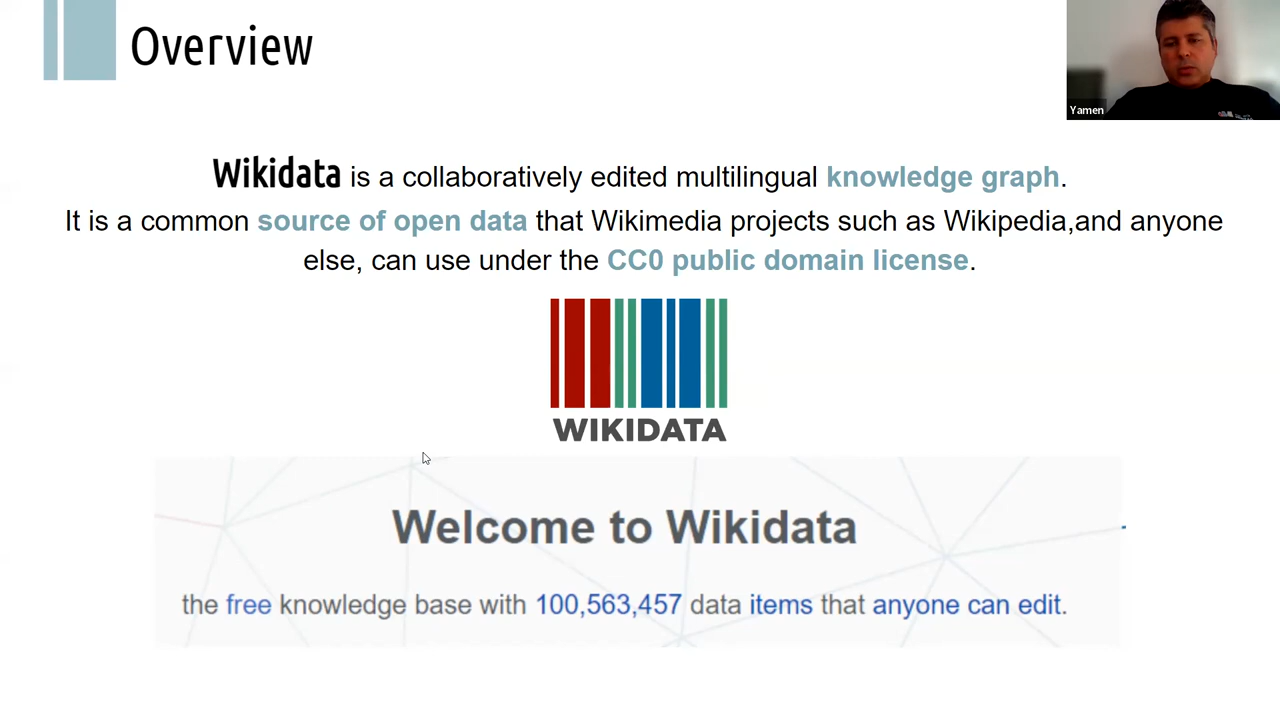 Overview
Yamen
Wikidata is a collaboratively edited multilingual knowledge graph.
It is a common source of open data that Wikimedia projects such as Wikipedia,and anyone
else, can use under the CC0 public domain license.
WIKIDATA
Welcome to Wikidata
the free knowledge base with 100,563,457 data items that anyone can edit.